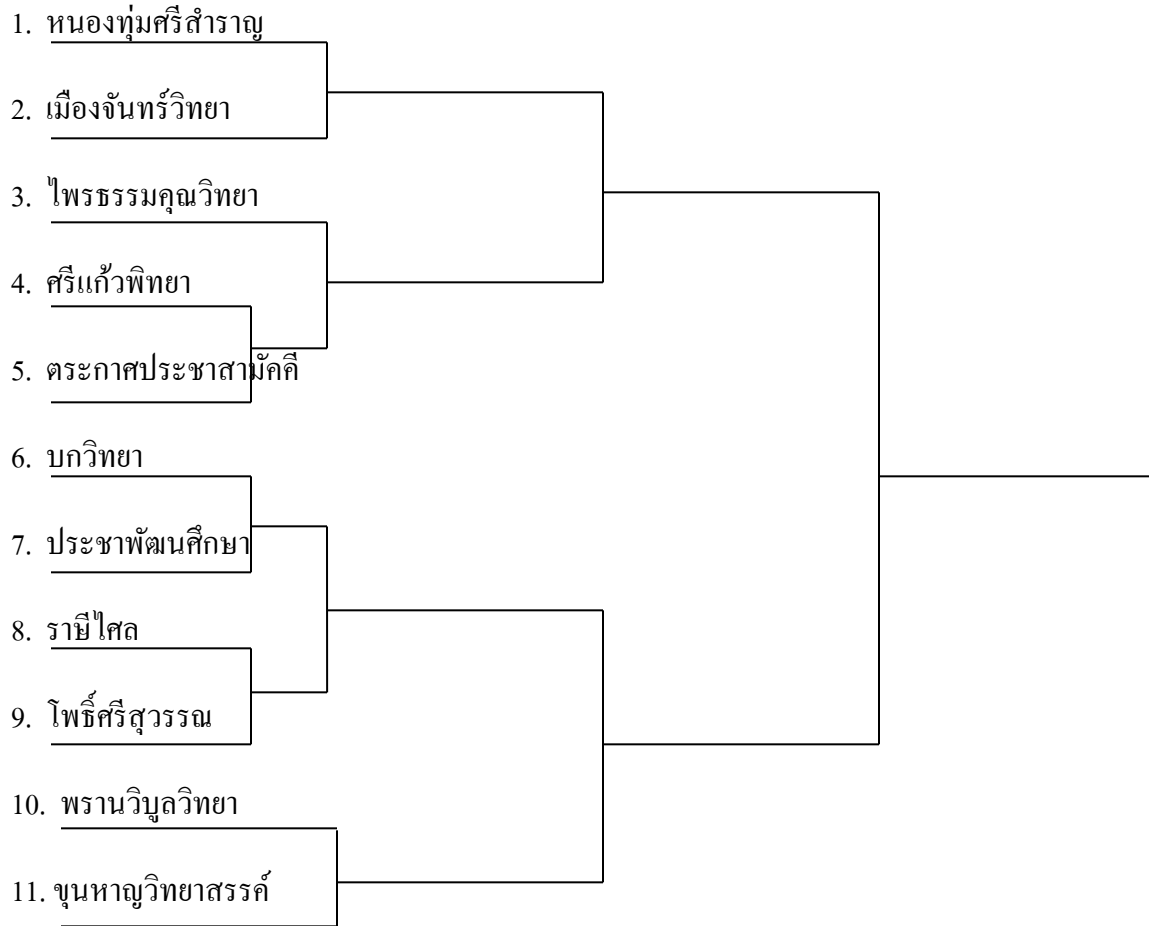 1. หนองทุ่มศรีสำราญ
2. เมืองจันทร์วิทยา
3. ไพรธรรมคุณวิทยา
4. ศรีแก้วพิทยา
5. ตระกาศประชาสามัคคี
6. บกวิทยา
7. ประชาพัฒนศึกษา
8. ราษีไศล
9. โพธิ์ศรีสุวรรณ
10. พรานวิบูลวิทยา
11. ขุนหาญวิทยาสรรค์